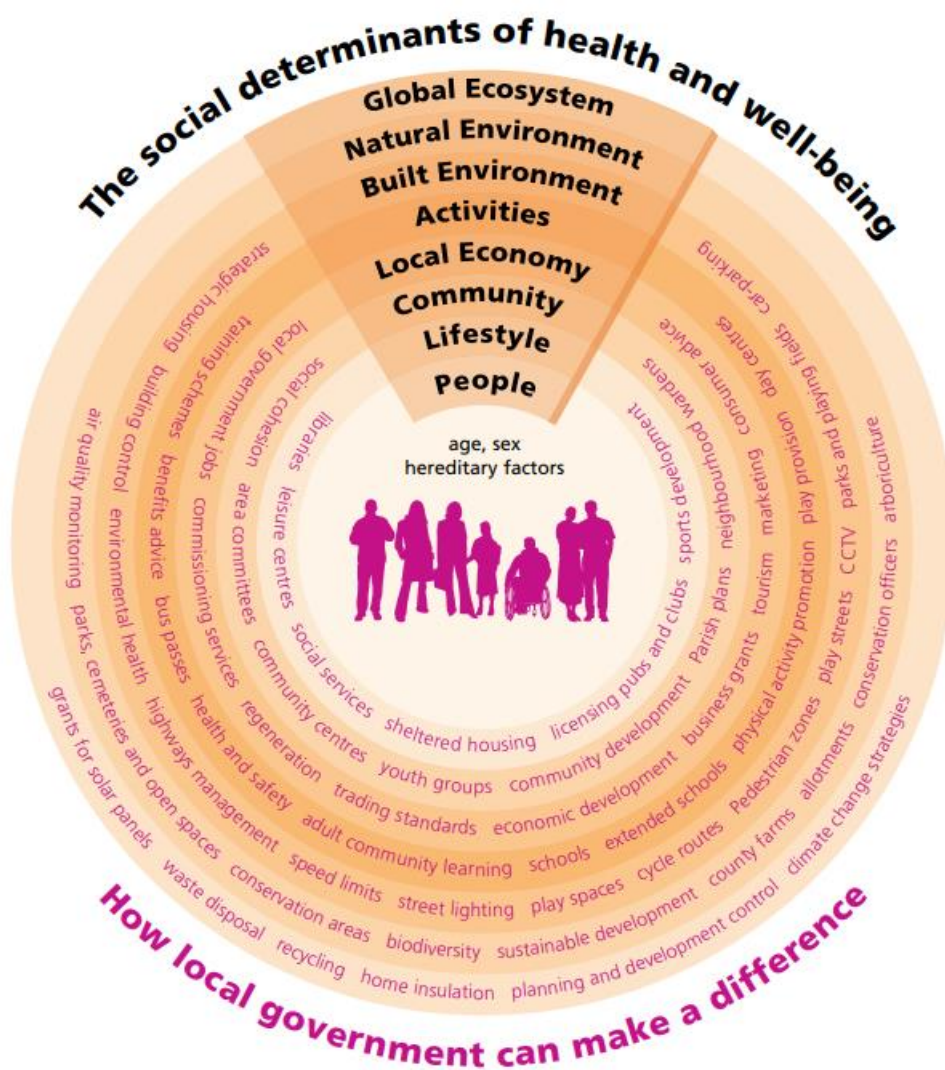 The social determinants of health and well-being
Global Ecosystem
Natural Environment
Built Environment
Activities
Local Economy
Community
Lifestyle
People
age, sex
hereditary factors
libraries leisure centres social services sheltered housing licensing pubs and clubs sports development
social cohesion area committees community centres youth groups community development Parish plans neighbourhood wardens
local government jobs commissioning services regeneration trading standards economic development business grants tourism marketing consumer advice
training schemes benefits advice bus passes health and safety adult community learning schools extended schools physical activity promotion play provision day centres
strategic housing building control environmental health highways management speed limits street lighting play spaces cycle routes Pedestrian zones play streets CCTV parks and playing fields car-parking
air quality monitoring parks, cemeteries and open spaces conservation areas biodiversity sustainable development county farms allotments conservation officers arboriculture
grants for solar panels waste disposal recycling home insulation planning and development control climate change strategies
How local government can make a difference